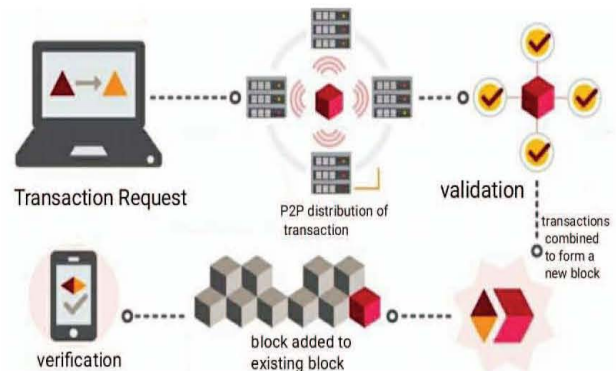 Transaction Request
P2P distribution of
transaction
validation
transactions
combined
to form a
new block
block added to
existing block
verification